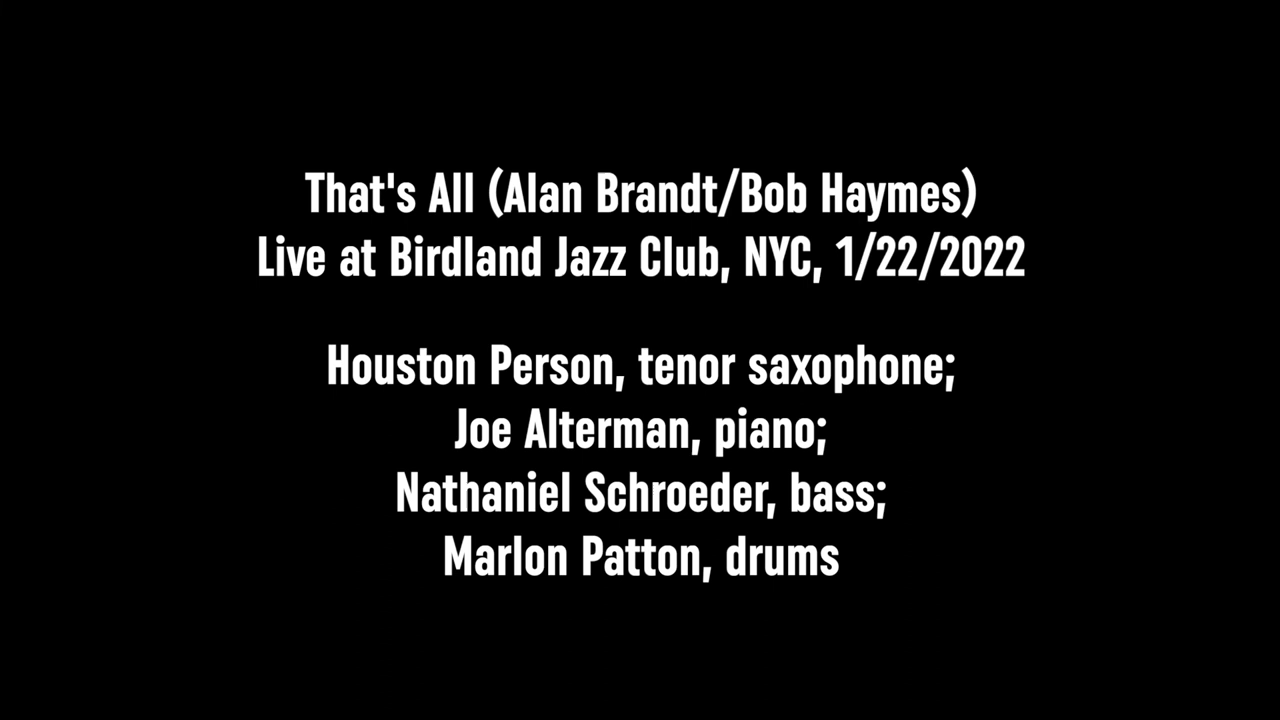 That's All (Alan Brandt/Bob Haymes)
Live at Birdland Jazz Club, NYC, 1/22/2022
Houston Person, tenor saxophone;
Joe Alterman, piano;
Nathaniel Schroeder, bass;
Marlon Patton, drums